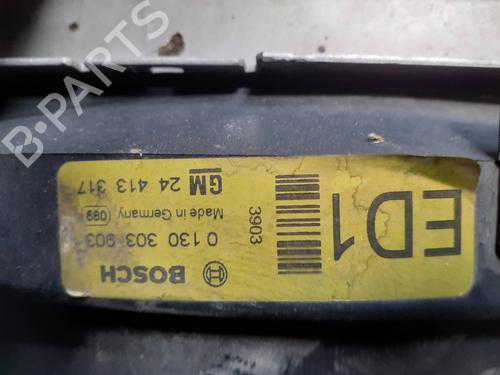 BOSCH
0 130 303 903
Made in Germany 099
GM 24 413 317
3903
ED1
B-PARTS